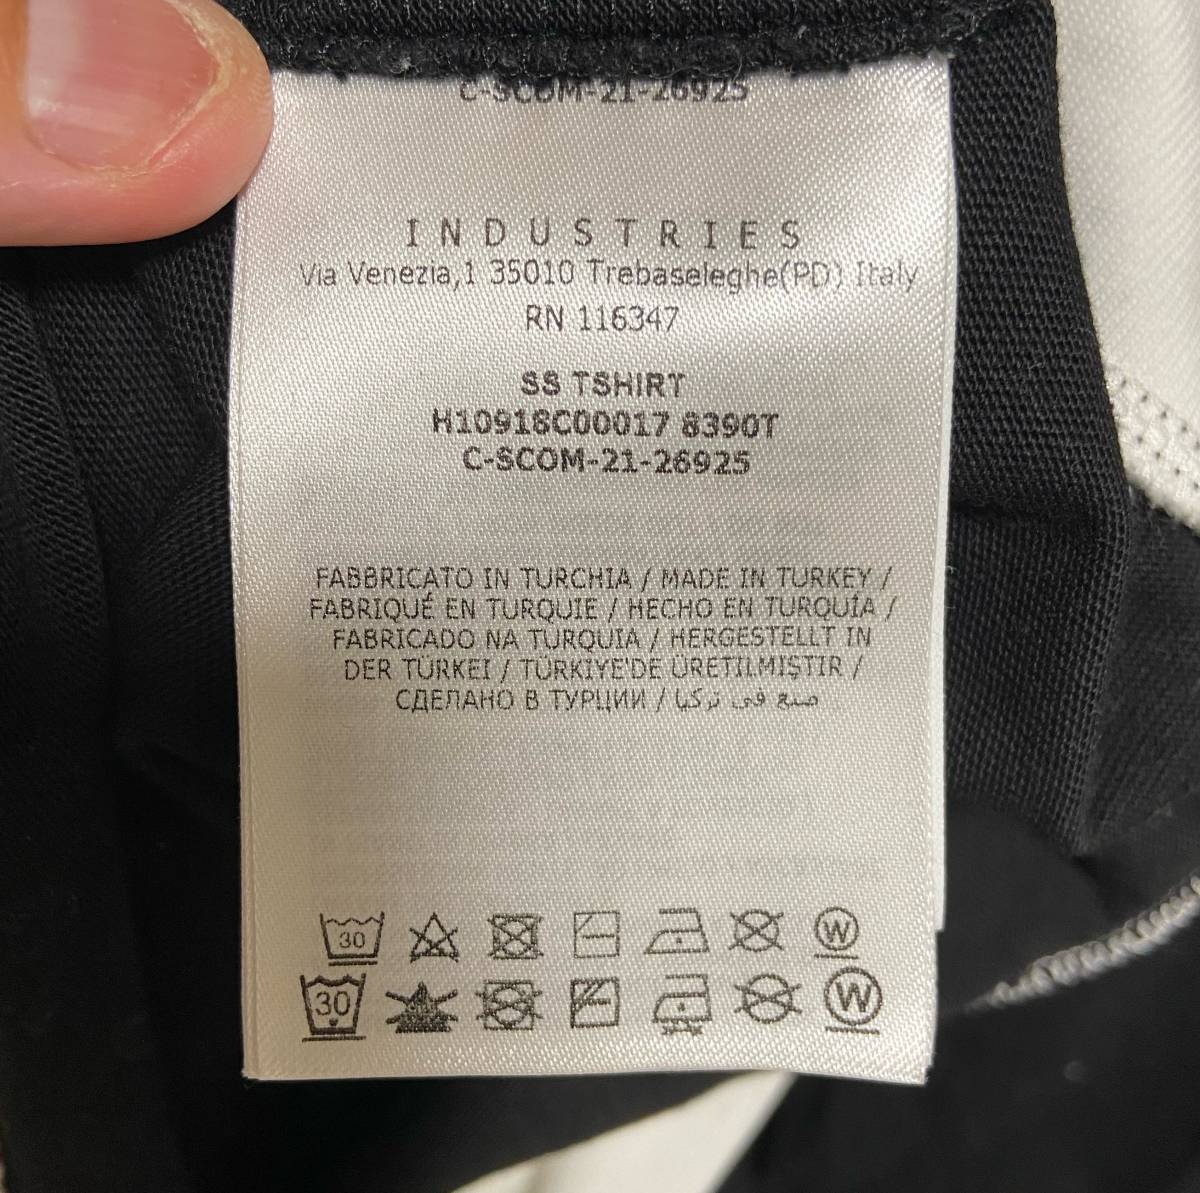 C-SCOM-21-26925
INDUSTRIES
Via Venezia,1 35010 Trebaseleghe(PD) Italy
RN 116347
SS TSHIRT
H10918C00017 8390T
C-SCOM-21-26925
FABBRICATO IN TURCHIA / MADE IN TURKEY /
FABRIQUÉ EN TURQUIE / HECHO EN TURQUÍA /
FABRICADO NA TURQUIA / HERGESTELLT IN
DER TÜRKEI / TÜRKIYE'DE ÜRETILMIŞTIR /
СДЕЛАНО В ТУРЦИИ / صنع في تركيا
30 W
30 W